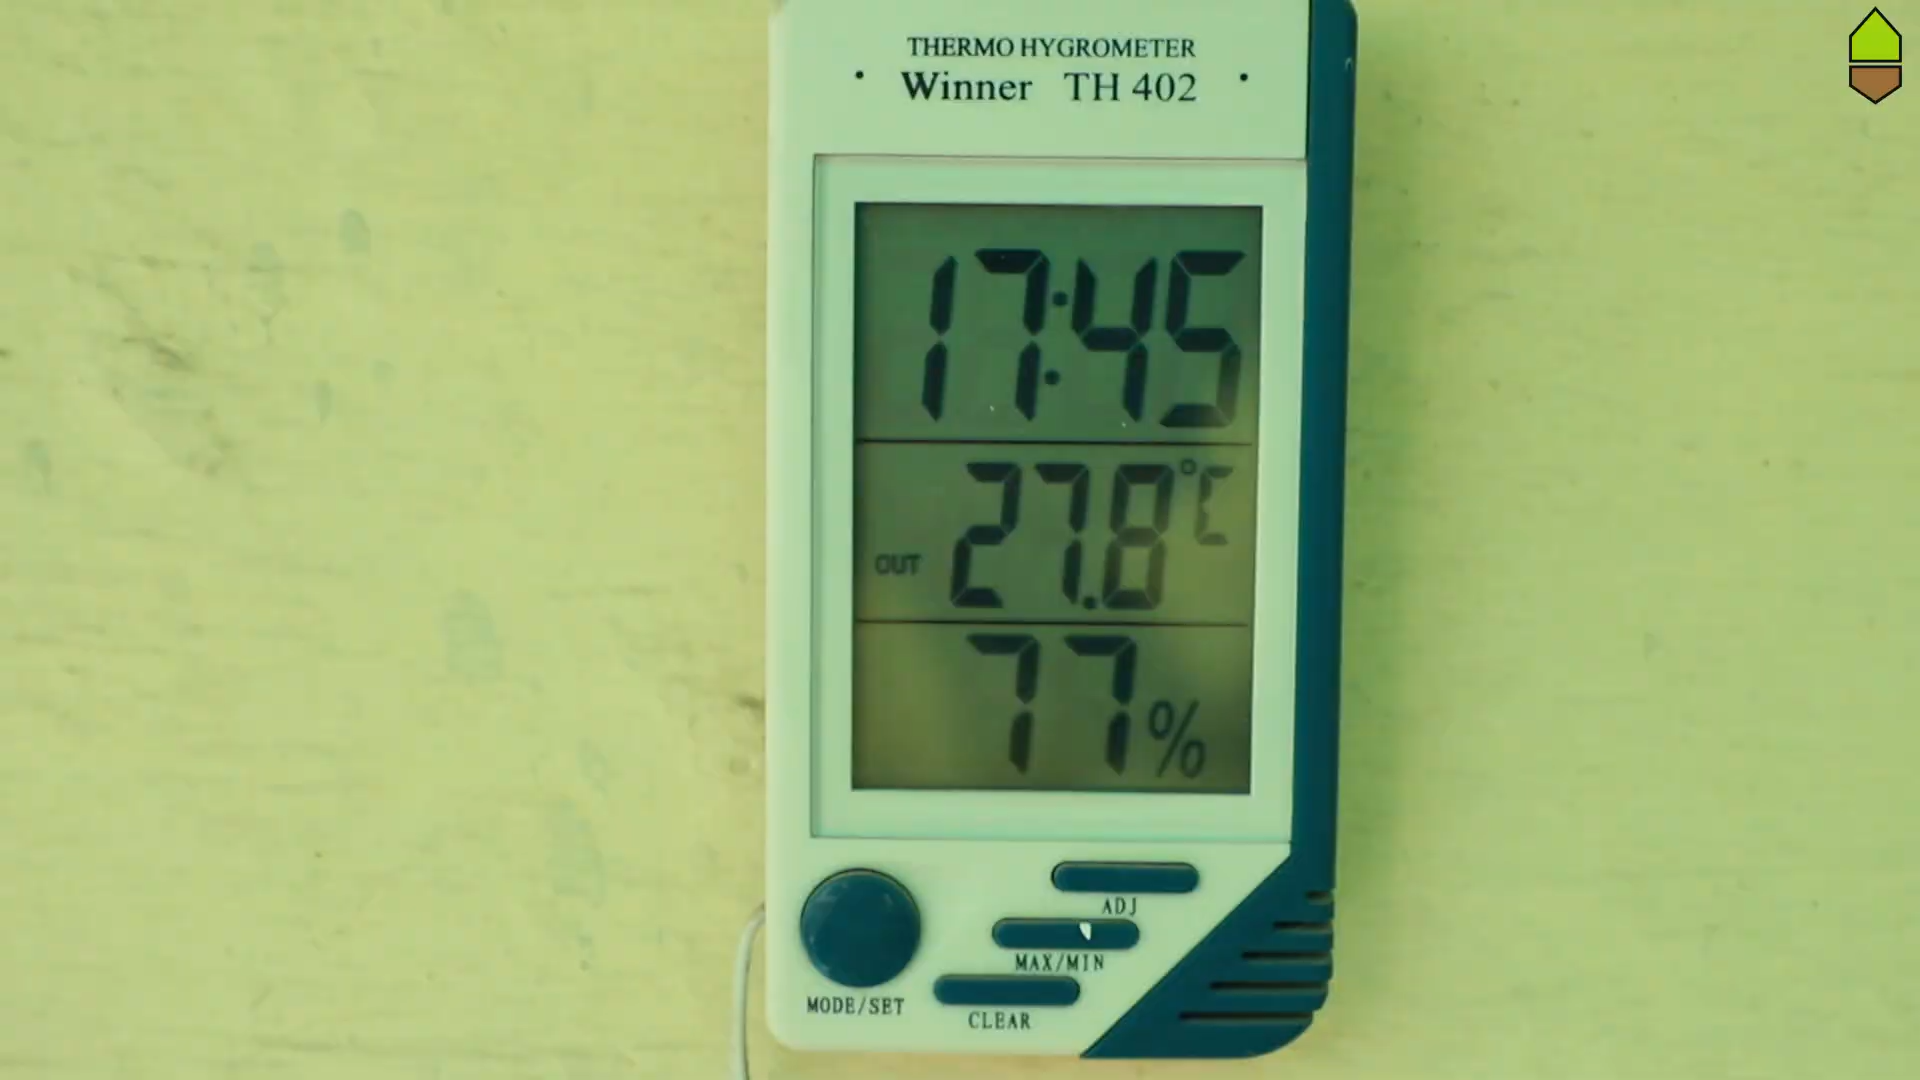 THERMO HYGROMETER
Winner TH 402
17:45
OUT 27.8°C
77%
ADJ
MAX/MIN
MODE/SET
CLEAR